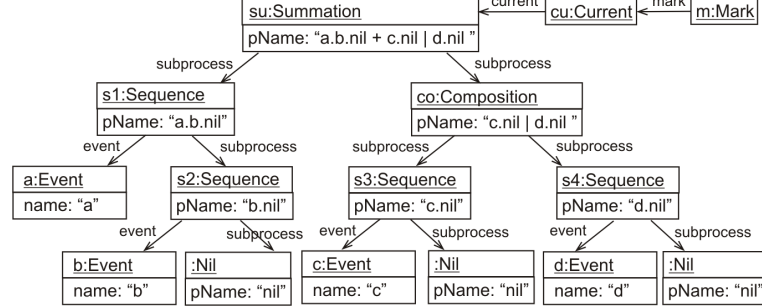 su:Summation
current
cu:Current
mark
m:Mark
pName: “a.b.nil + c.nil | d.nil ”
subprocess
subprocess
s1:Sequence
co:Composition
pName: “a.b.nil”
pName: “c.nil | d.nil ”
event
subprocess
subprocess
subprocess
a:Event
s2:Sequence
s3:Sequence
s4:Sequence
name: “a”
pName: “b.nil”
pName: “c.nil”
pName: “d.nil”
event
subprocess
event
subprocess
event
subprocess
b:Event
:Nil
c:Event
:Nil
d:Event
:Nil
name: “b”
pName: “nil”
name: “c”
pName: “nil”
name: “d”
pName: “nil”